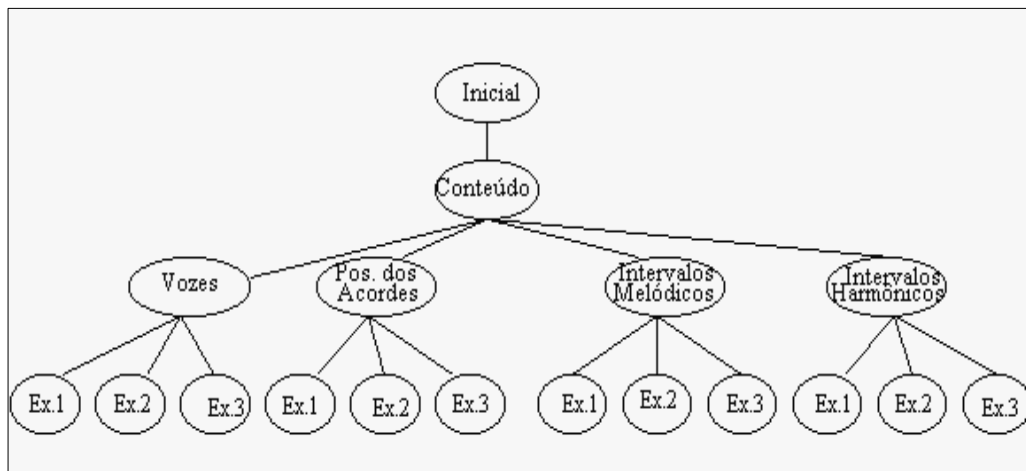 Inicial
Conteúdo
Vozes
Pos. dos
Acordes
Intervalos
Melódicos
Intervalos
Harmônicos
Ex.1
Ex.2
Ex.3
Ex.1
Ex.2
Ex.3
Ex.1
Ex.2
Ex.3
Ex.1
Ex.2
Ex.3